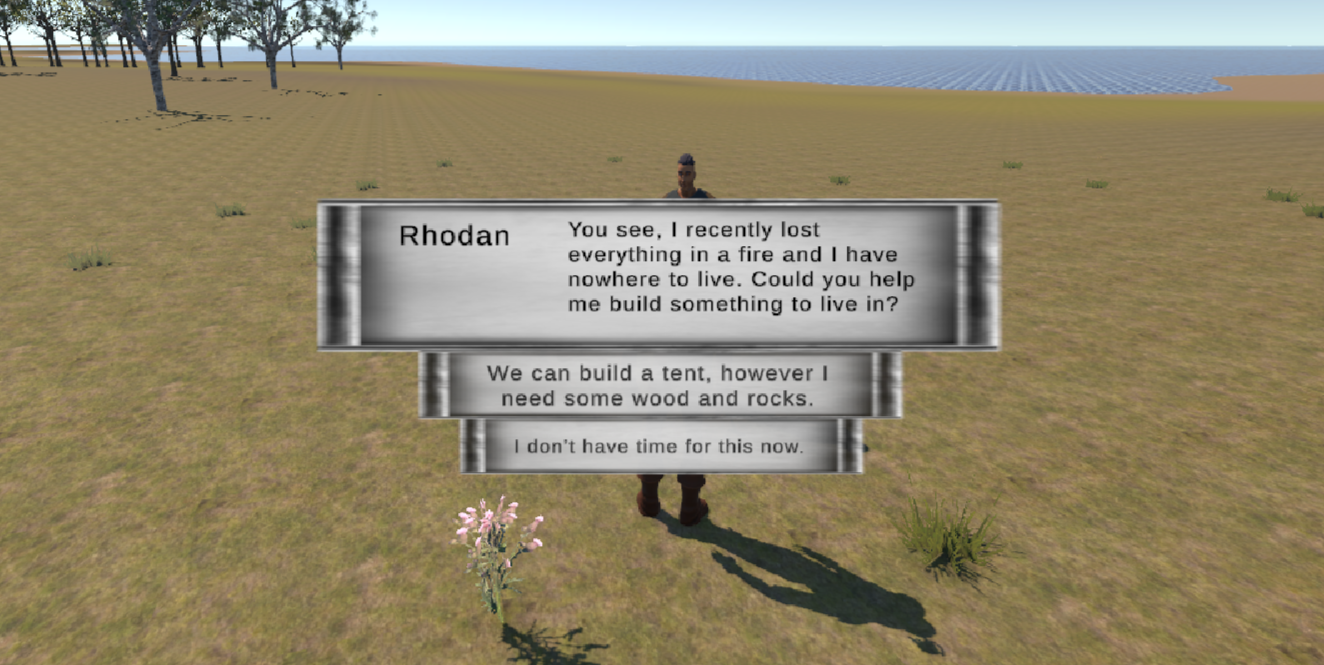 Rhodan
You see, I recently lost
everything in a fire and I have
nowhere to live. Could you help
me build something to live in?
We can build a tent, however I
need some wood and rocks.
I don't have time for this now.